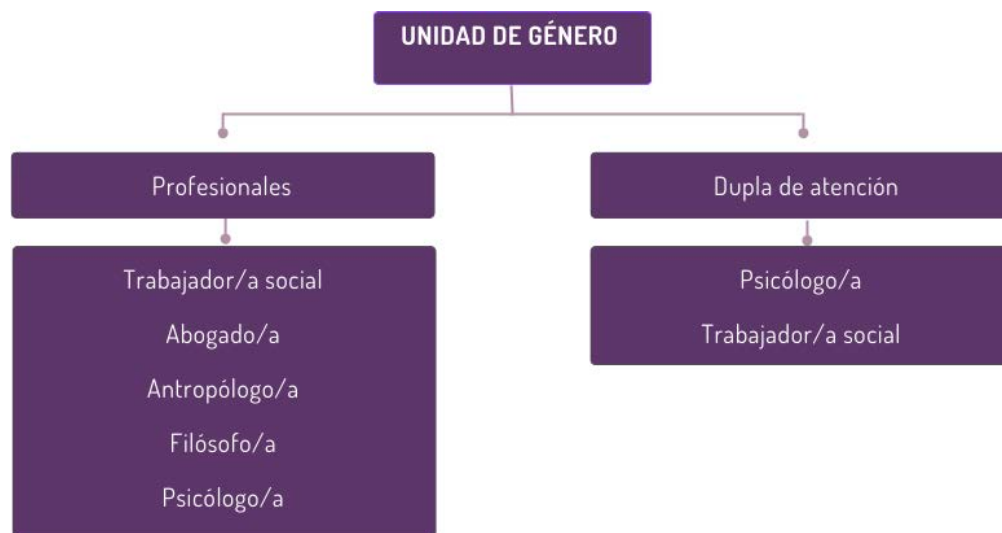 UNIDAD DE GÉNERO
Profesionales
Dupla de atención
Trabajador/a social
Abogado/a
Antropólogo/a
Filósofo/a
Psicólogo/a
Psicólogo/a
Trabajador/a social